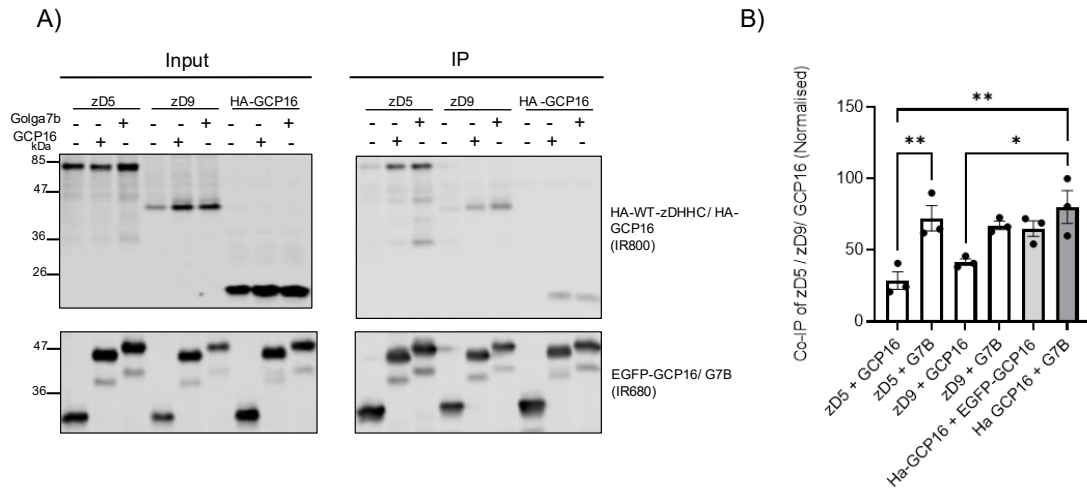 A)
Input
IP
zD5 zD9 HA-GCP16
zD5 zD9 HA -GCP16
Golga7b - - + - - + - - +
- - + - - + - - +
GCP16 - + - - + - - + -
- + - - + - - + -
kDa
85
47
36
26
HA-WT-zDHHC/ HA-
GCP16
(IR800)
47
36
EGFP-GCP16/ G7B
(IR680)
B)
Co-IP of zD5 / zD9/ GCP16 (Normalised)
150
100
50
0
**
**
*
zD5 + GCP16
zD5 + G7B
zD9 + GCP16
zD9 + G7B
Ha-GCP16 + EGFP-GCP16
Ha GCP16 + G7B